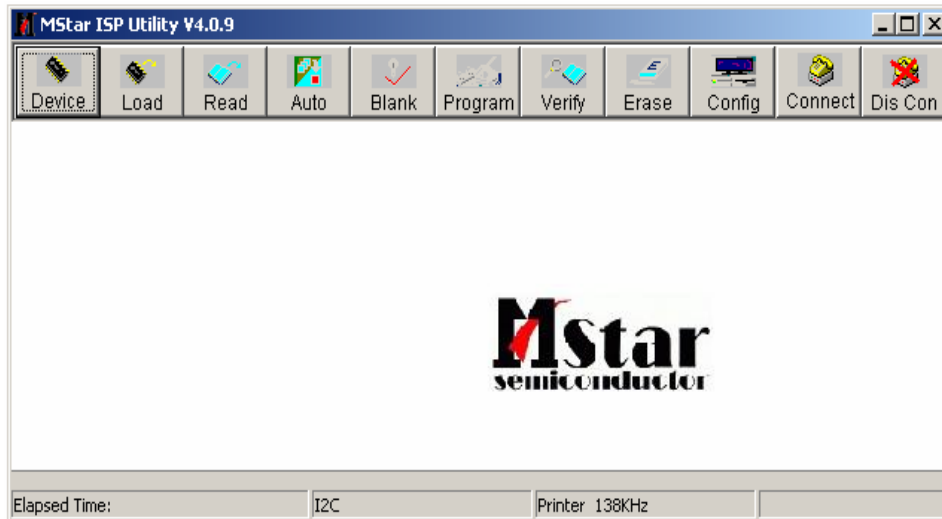 MStar ISP Utility V4.0.9
Device Load Read Auto Blank Program Verify Erase Config Connect Dis Con
Mstar
semiconductor
Elapsed Time: I2C Printer 138KHz